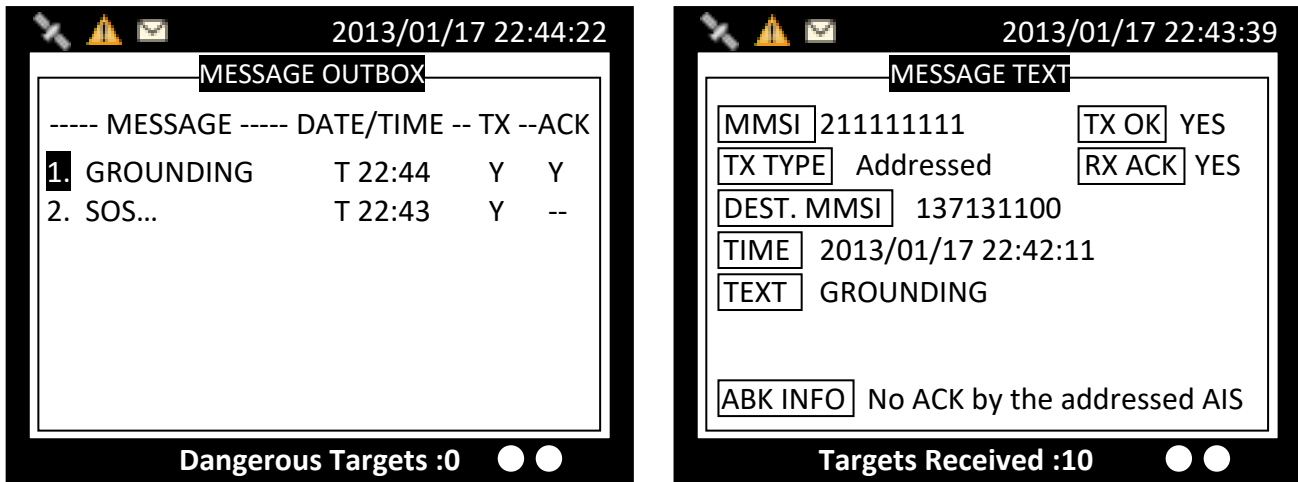 2013/01/17 22:44:22
MESSAGE OUTBOX
----- MESSAGE ----- DATE/TIME -- TX --ACK
1. GROUNDING T 22:44 Y Y
2. SOS... T 22:43 Y --
Dangerous Targets :0
2013/01/17 22:43:39
MESSAGE TEXT
MMSI 211111111 TX OK YES
TX TYPE Addressed RX ACK YES
DEST. MMSI 137131100
TIME 2013/01/17 22:42:11
TEXT GROUNDING
ABK INFO No ACK by the addressed AIS
Targets Received :10